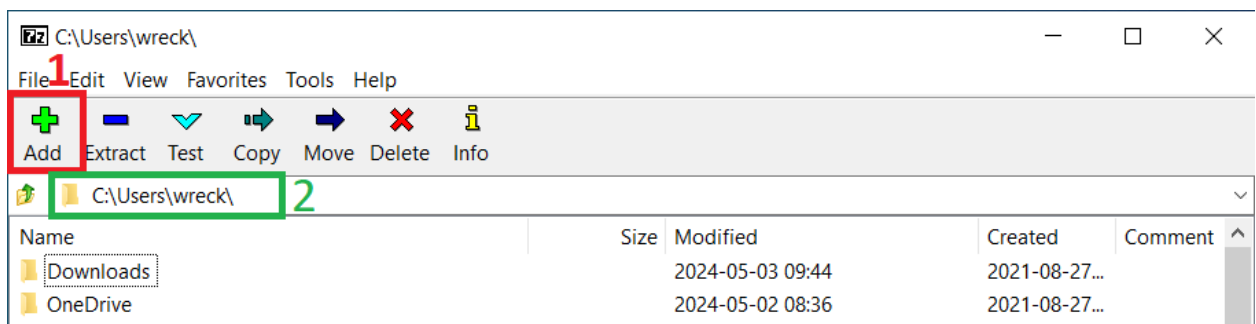 7z C:\Users\wreck\
1
File Edit View Favorites Tools Help
Add Extract Test Copy Move Delete Info
C:\Users\wreck\ 2
Name Size Modified Created Comment
Downloads 2024-05-03 09:44 2021-08-27...
OneDrive 2024-05-02 08:36 2021-08-27...